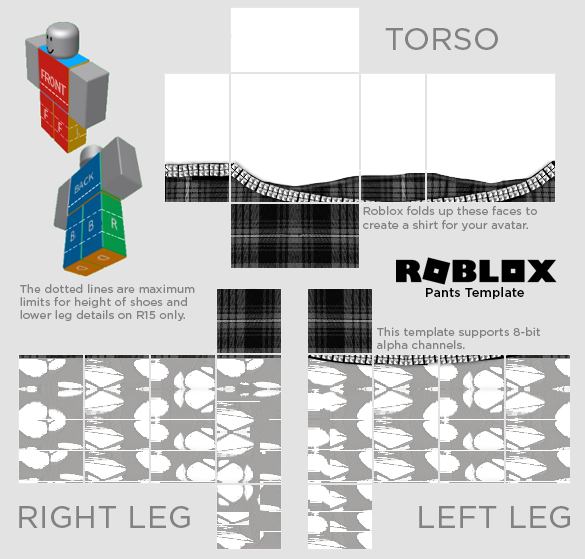 TORSO
FRONT
F
F
L
BACK
B
B
R
Roblox folds up these faces to
create a shirt for your avatar.
ROBLOX
Pants Template
The dotted lines are maximum
limits for height of shoes and
lower leg details on R15 only.
This template supports 8-bit
alpha channels.
RIGHT LEG
LEFT LEG